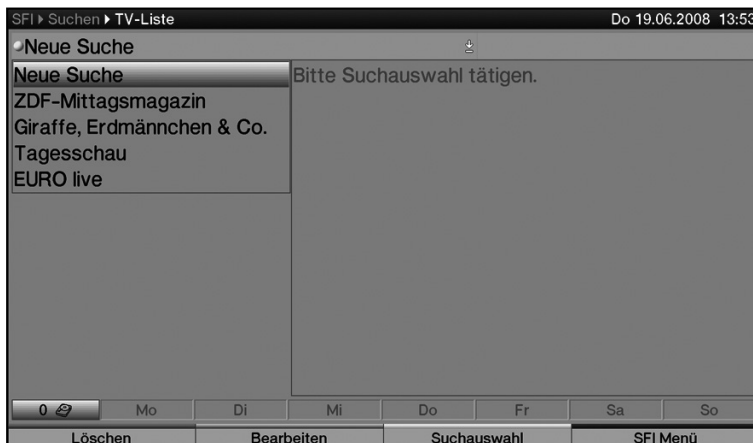 SFI Suchen TV-Liste Do 19.06.2008 13:53
Neue Suche
Neue Suche
ZDF-Mittagsmagazin
Giraffe, Erdmännchen & Co.
Tagesschau
EURO live
Bitte Suchauswahl tätigen.
0 Mo Di Mi Do Fr Sa So
Löschen Bearbeiten Suchauswahl SFI Menü